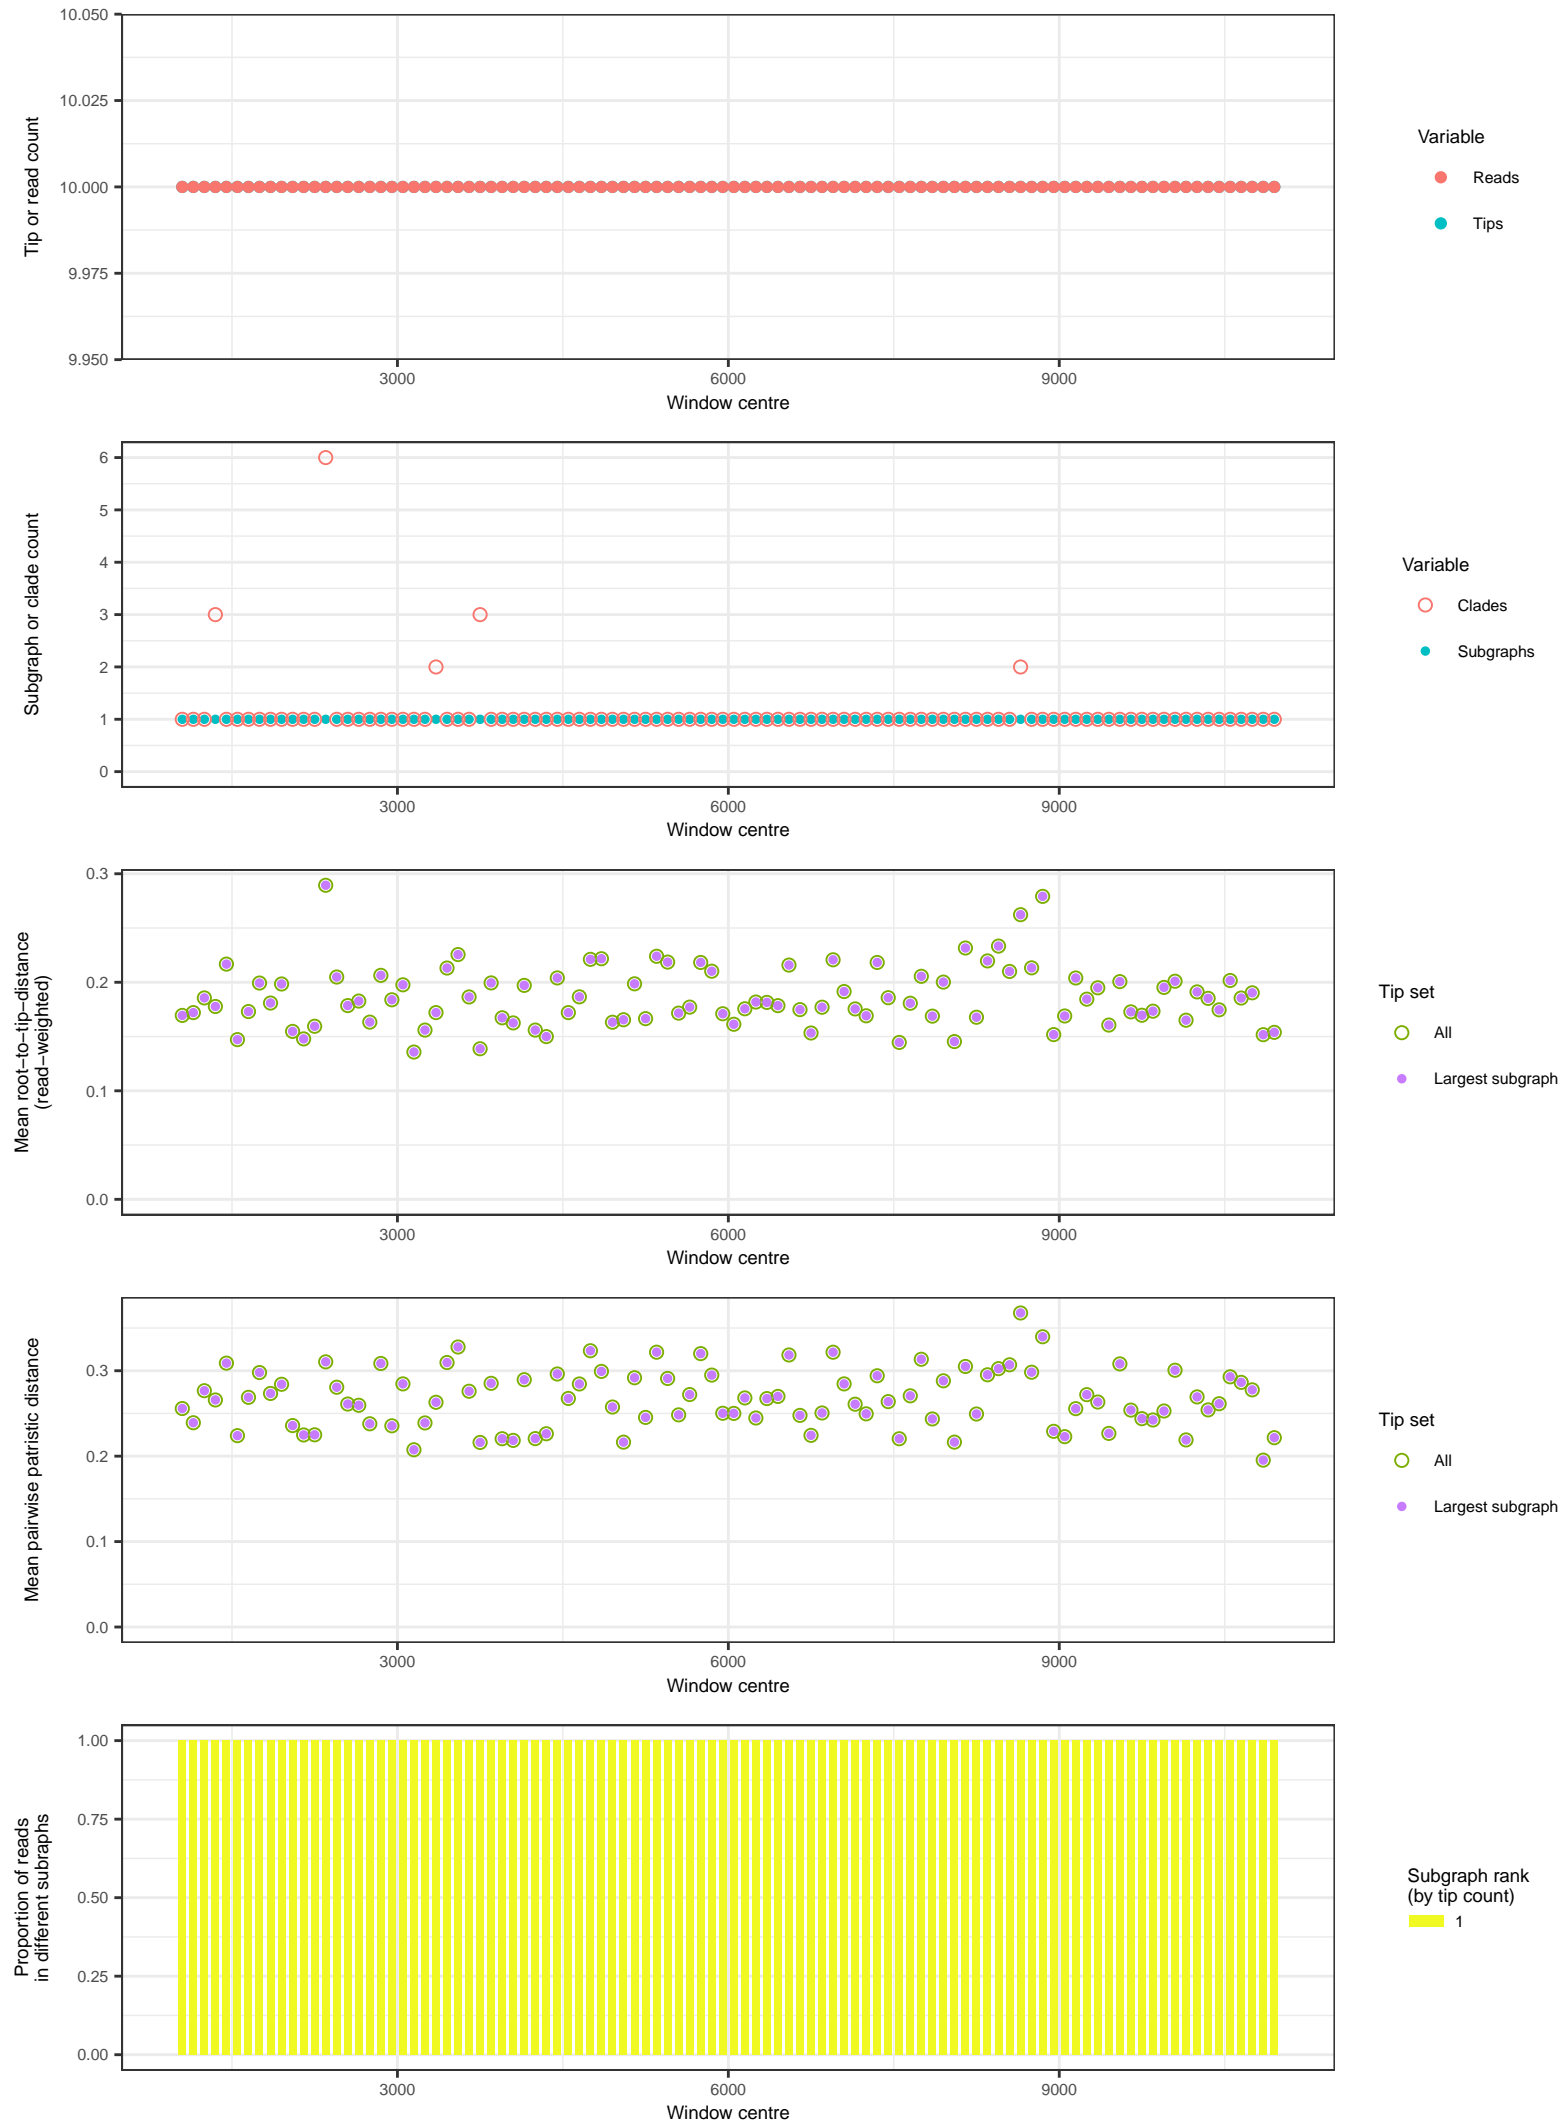 10.050
10.025
10.000
9.975
9.950
Tip or read count
3000
6000
9000
Window centre
Variable
Reads
Tips
6
5
4
3
2
1
0
Subgraph or clade count
3000
6000
9000
Window centre
Variable
Clades
Subgraphs
0.3
0.2
0.1
0.0
Mean root−to−tip−distance
(read−weighted)
3000
6000
9000
Window centre
Tip set
All
Largest subgraph
0.3
0.2
0.1
0.0
Mean pairwise patristic distance
3000
6000
9000
Window centre
Tip set
All
Largest subgraph
1.00
0.75
0.50
0.25
0.00
Proportion of reads
in different subraphs
3000
6000
9000
Window centre
Subgraph rank
(by tip count)
1